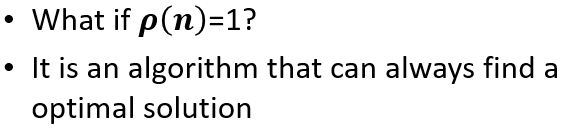 • What if ρ(n)=1?
• It is an algorithm that can always find a
optimal solution